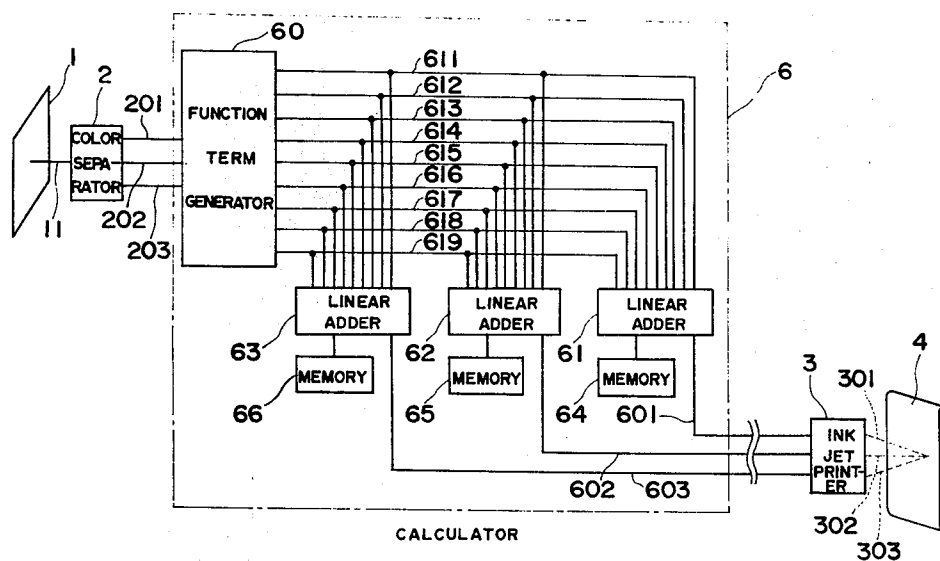 60
1
2
201
COLOR
SEPA
RATOR
11
202
203
FUNCTION
TERM
GENERATOR
611
612
613
614
615
616
617
618
619
6
LINEAR
ADDER
LINEAR
ADDER
LINEAR
ADDER
63
62
61
MEMORY
MEMORY
MEMORY
66
65
64
601
3
301
4
INK
JET
PRINT-
ER
602
603
302
303
CALCULATOR